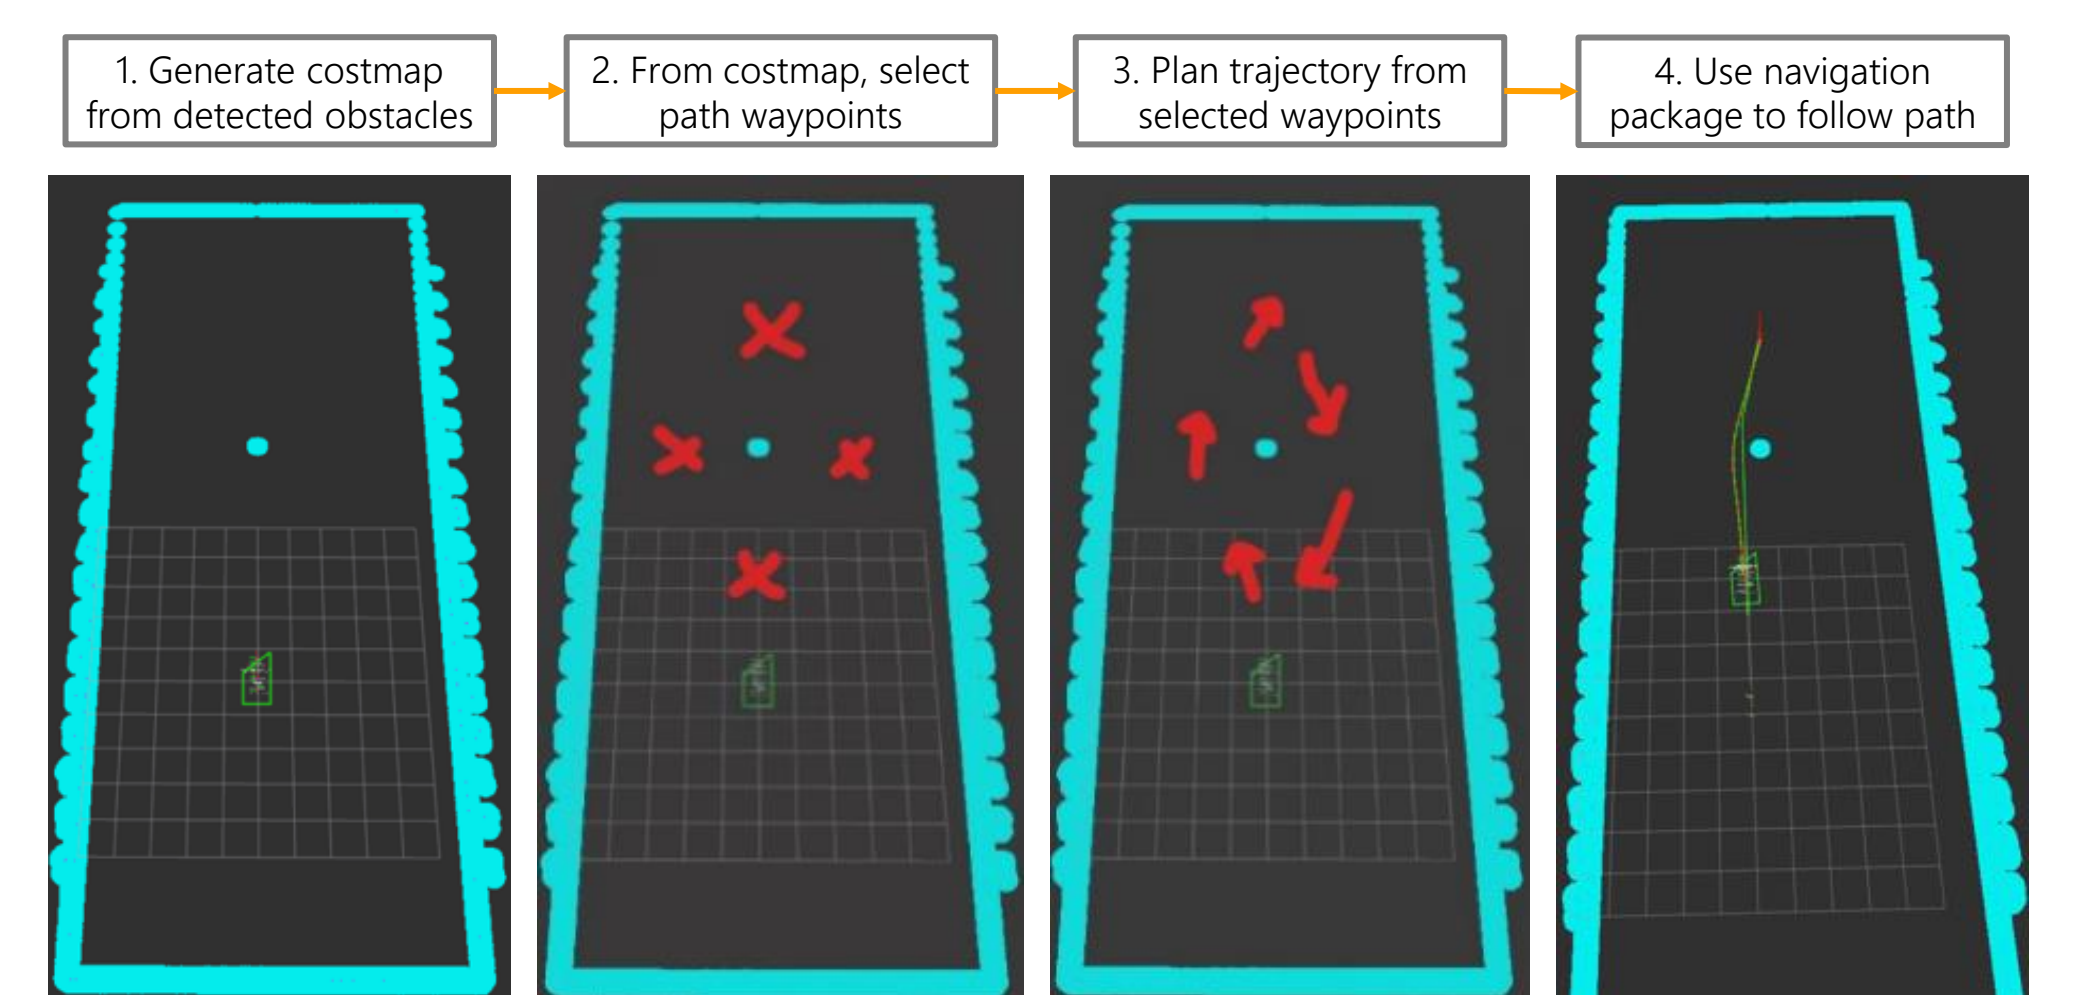 1. Generate costmap
from detected obstacles
2. From costmap, select
path waypoints
3. Plan trajectory from
selected waypoints
4. Use navigation
package to follow path